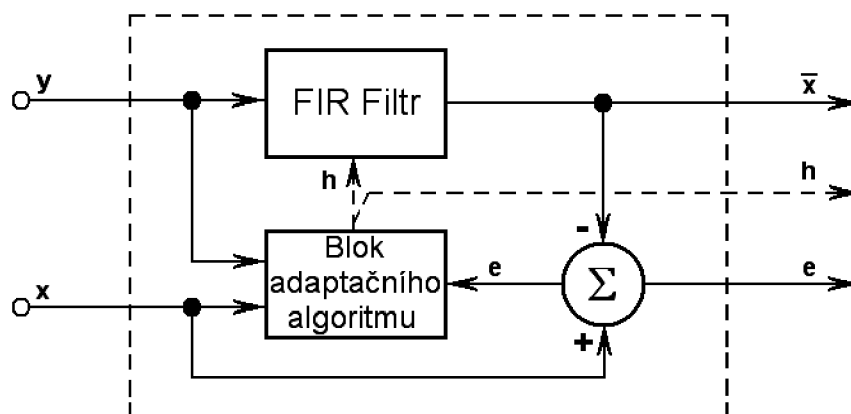 y
FIR Filtr
x̅
h
h
-
Blok
adaptačního
algoritmu
e
Σ
e
x
+